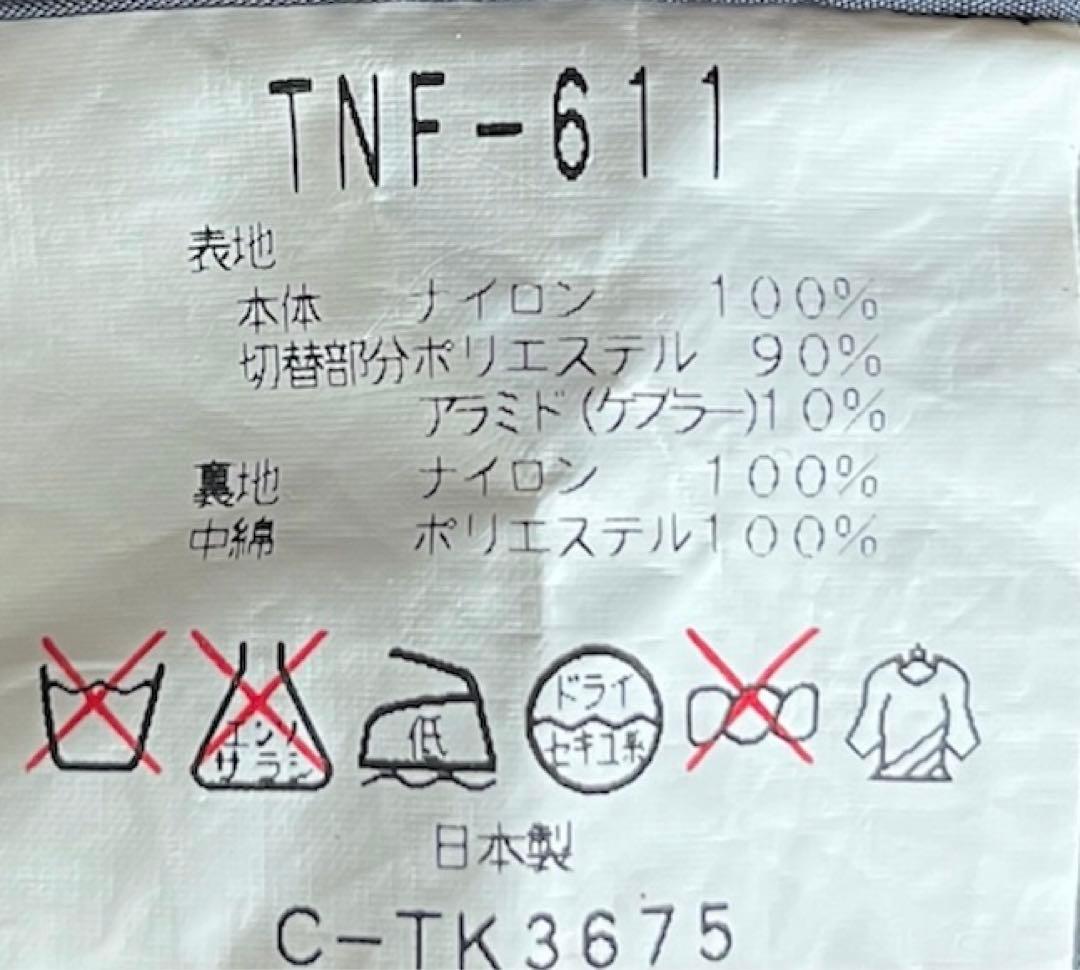 TNF-611
表地
本体 ナイロン 100%
切替部分ポリエステル 90%
アラミド(ケブラー)10%
裏地 ナイロン 100%
中綿 ポリエステル100%
エンソ
サラシ
低
ドライ
セキユ系
日本製
C-TK3675